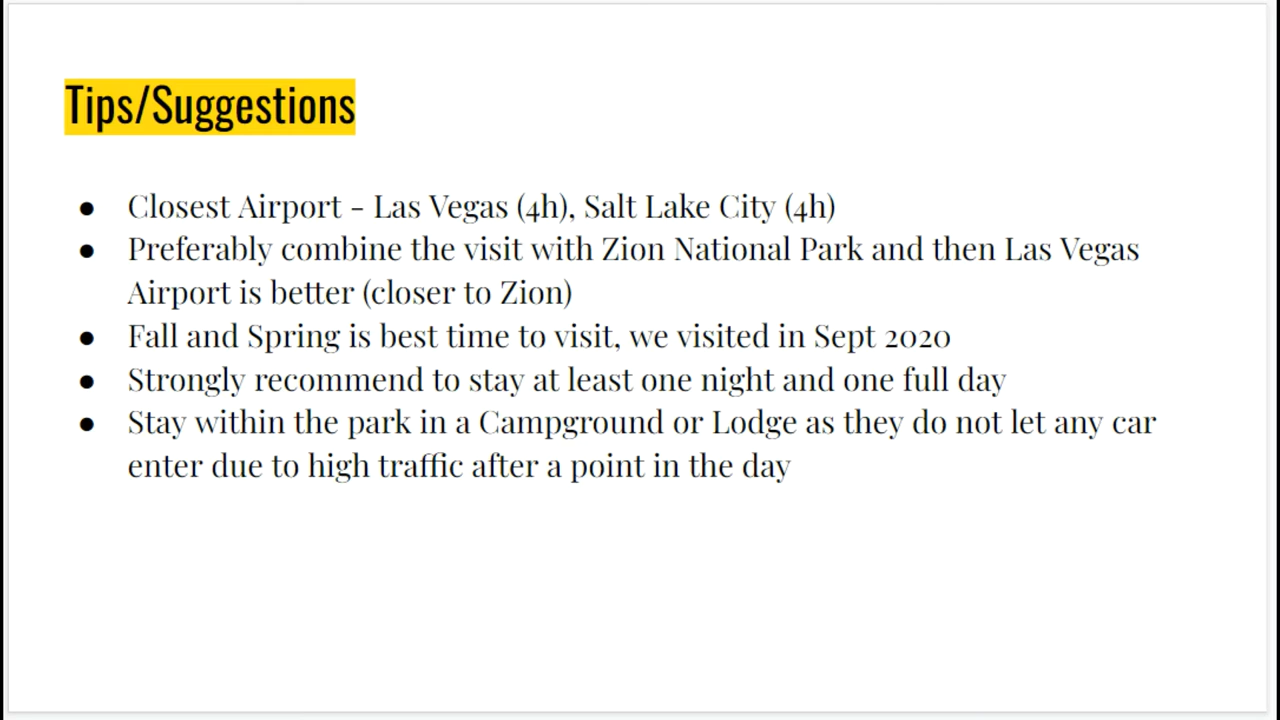 Tips/Suggestions
● Closest Airport - Las Vegas (4h), Salt Lake City (4h)
● Preferably combine the visit with Zion National Park and then Las Vegas
Airport is better (closer to Zion)
● Fall and Spring is best time to visit, we visited in Sept 2020
● Strongly recommend to stay at least one night and one full day
● Stay within the park in a Campground or Lodge as they do not let any car
enter due to high traffic after a point in the day